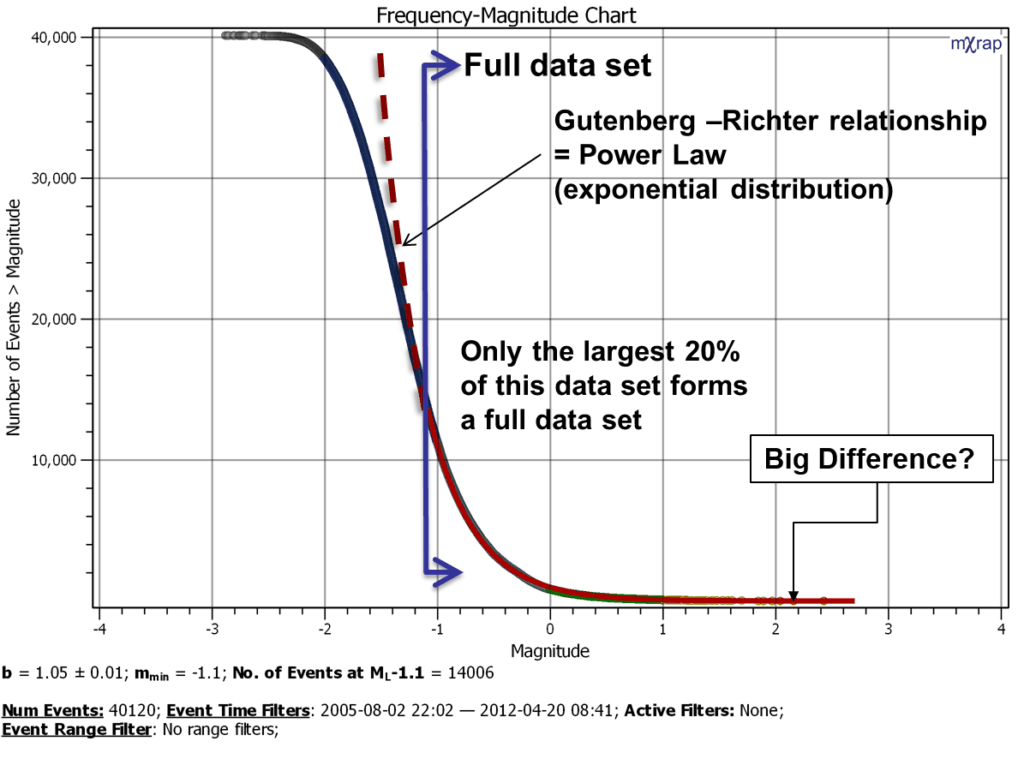 Frequency-Magnitude Chart
mχrap
40,000
30,000
20,000
10,000
Number of Events > Magnitude
Full data set
Gutenberg –Richter relationship
= Power Law
(exponential distribution)
Only the largest 20%
of this data set forms
a full data set
Big Difference?
-4 -3 -2 -1 0 1 2 3 4
Magnitude
b = 1.05 ± 0.01; mmin = -1.1; No. of Events at ML-1.1 = 14006
Num Events: 40120; Event Time Filters: 2005-08-02 22:02 — 2012-04-20 08:41; Active Filters: None;
Event Range Filter: No range filters;